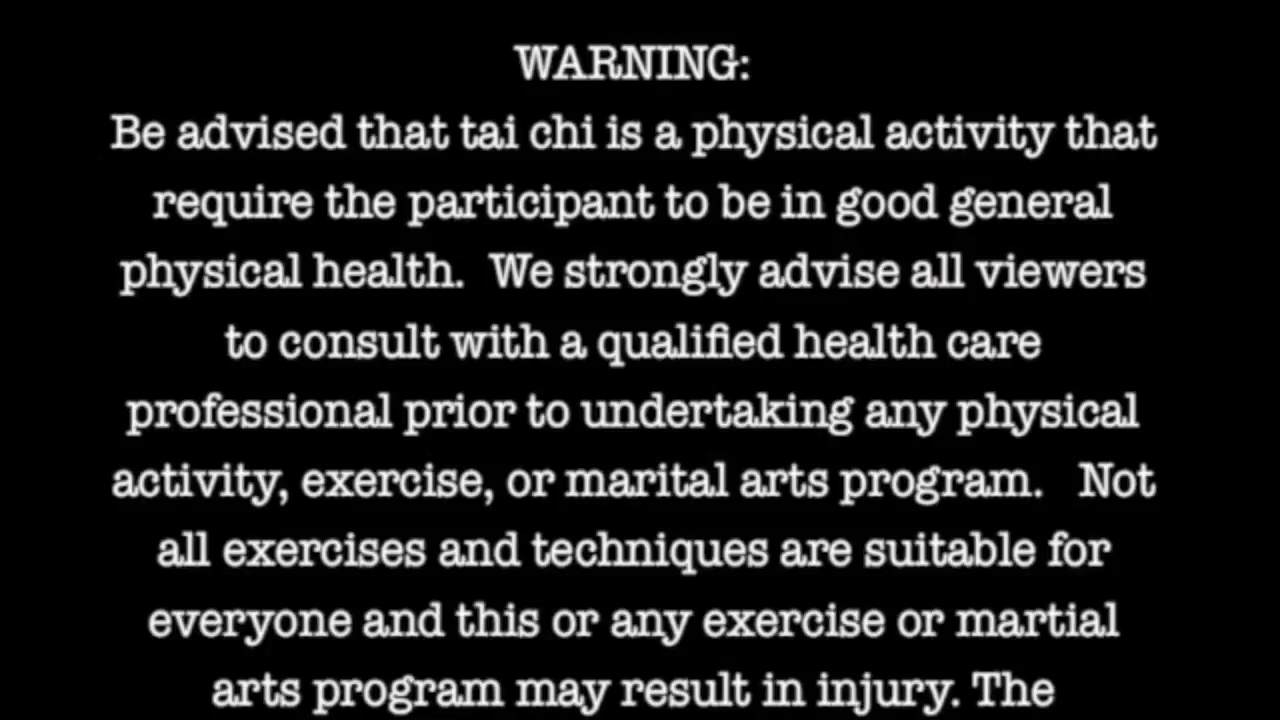 WARNING:
Be advised that tai chi is a physical activity that
require the participant to be in good general
physical health.  We strongly advise all viewers
to consult with a qualified health care
professional prior to undertaking any physical
activity, exercise, or marital arts program.   Not
all exercises and techniques are suitable for
everyone and this or any exercise or martial
arts program may result in injury. The